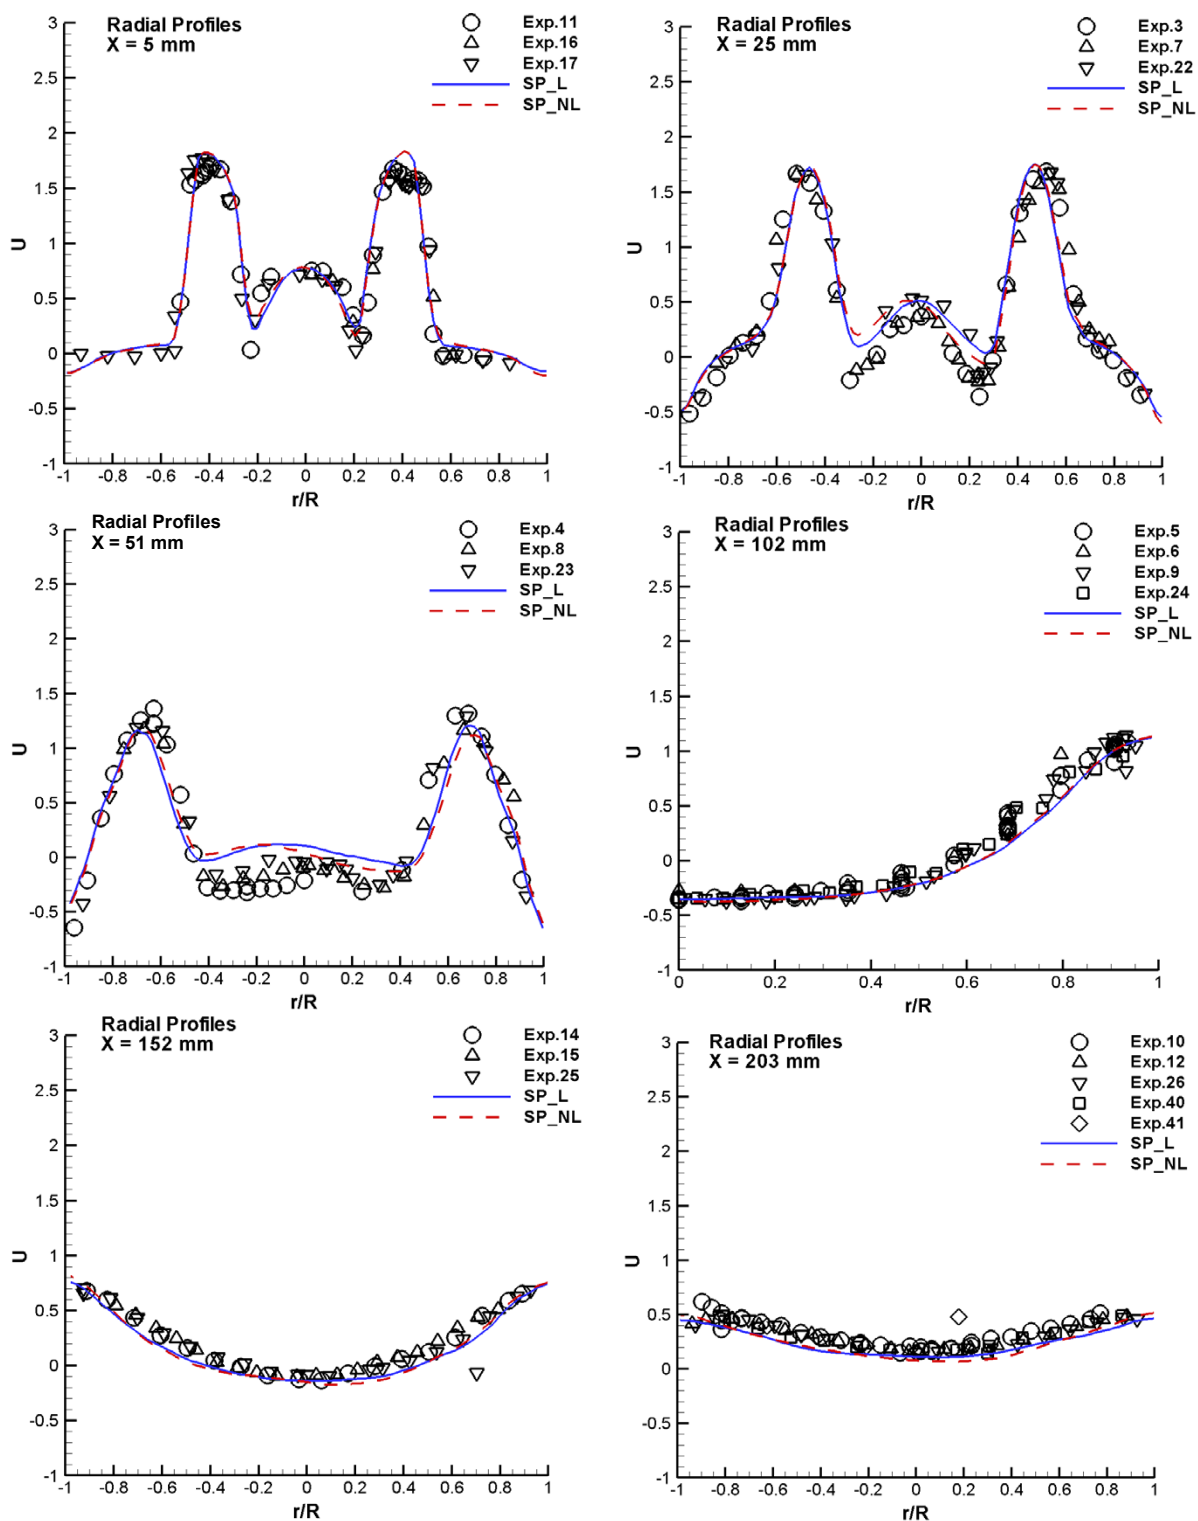 Radial Profiles
X = 5 mm
Exp.11
Exp.16
Exp.17
SP_L
SP_NL
3
2.5
2
1.5
1
0.5
0
-0.5
-1
U
-1 -0.8 -0.6 -0.4 -0.2 0 0.2 0.4 0.6 0.8 1
r/R
Radial Profiles
X = 25 mm
Exp.3
Exp.7
Exp.22
SP_L
SP_NL
3
2.5
2
1.5
1
0.5
0
-0.5
-1
U
-1 -0.8 -0.6 -0.4 -0.2 0 0.2 0.4 0.6 0.8 1
r/R
Radial Profiles
X = 51 mm
Exp.4
Exp.8
Exp.23
SP_L
SP_NL
3
2.5
2
1.5
1
0.5
0
-0.5
-1
U
-1 -0.8 -0.6 -0.4 -0.2 0 0.2 0.4 0.6 0.8 1
r/R
Radial Profiles
X = 102 mm
Exp.5
Exp.6
Exp.9
Exp.24
SP_L
SP_NL
3
2.5
2
1.5
1
0.5
0
-0.5
-1
U
0 0.2 0.4 0.6 0.8 1
r/R
Radial Profiles
X = 152 mm
Exp.14
Exp.15
Exp.25
SP_L
SP_NL
3
2.5
2
1.5
1
0.5
0
-0.5
-1
U
-1 -0.8 -0.6 -0.4 -0.2 0 0.2 0.4 0.6 0.8 1
r/R
Radial Profiles
X = 203 mm
Exp.10
Exp.12
Exp.26
Exp.40
Exp.41
SP_L
SP_NL
3
2.5
2
1.5
1
0.5
0
-0.5
-1
U
-1 -0.8 -0.6 -0.4 -0.2 0 0.2 0.4 0.6 0.8 1
r/R